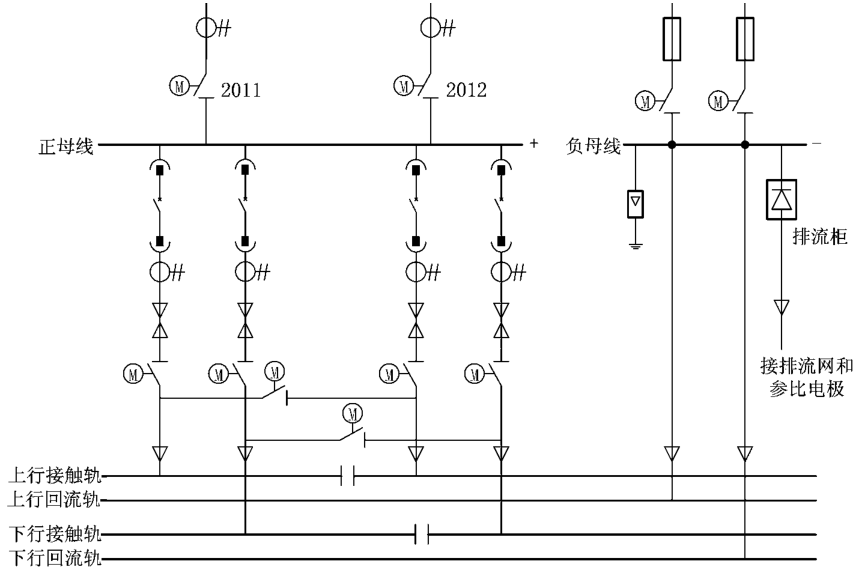 M 2011
M 2012
M
M
正母线
+
负母线
-
排流柜
M
M
M
M
M
M
接排流网和
参比电极
上行接触轨
上行回流轨
下行接触轨
下行回流轨